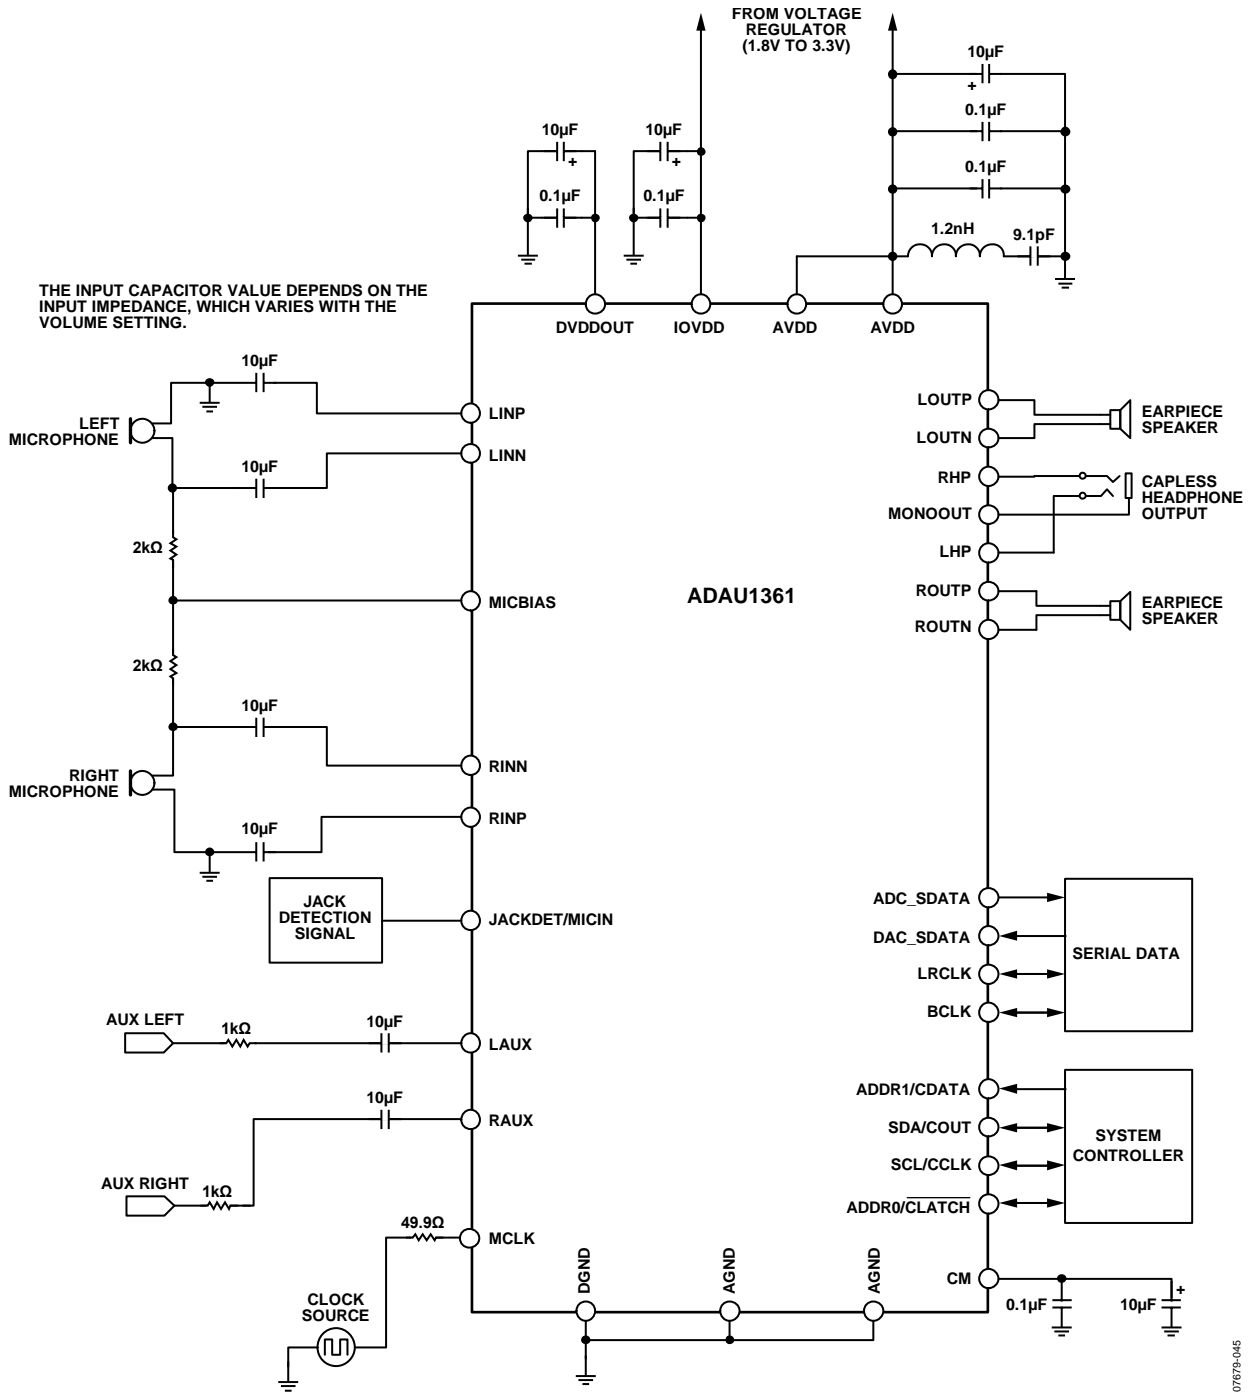 FROM VOLTAGE
REGULATOR
(1.8V TO 3.3V)
10µF
+
0.1µF
0.1µF
1.2nH
9.1pF
10µF
+
0.1µF
10µF
+
0.1µF
THE INPUT CAPACITOR VALUE DEPENDS ON THE
INPUT IMPEDANCE, WHICH VARIES WITH THE
VOLUME SETTING.
DVDDOUT
IOVDD
AVDD
AVDD
10µF
LEFT
MICROPHONE
LINP
LINN
10µF
2kΩ
MICBIAS
2kΩ
10µF
RINN
RIGHT
MICROPHONE
RINP
10µF
JACK
DETECTION
SIGNAL
JACKDET/MICIN
AUX LEFT
1kΩ
10µF
LAUX
10µF
RAUX
AUX RIGHT
1kΩ
49.9Ω
MCLK
CLOCK
SOURCE
ADAU1361
LOUTP
LOUTN
EARPIECE
SPEAKER
RHP
MONOOUT
LHP
CAPLESS
HEADPHONE
OUTPUT
ROUTP
ROUTN
EARPIECE
SPEAKER
ADC_SDATA
DAC_SDATA
LRCLK
BCLK
SERIAL DATA
ADDR1/CDATA
SDA/COUT
SCL/CCLK
ADDR0/CLATCH
SYSTEM
CONTROLLER
CM
0.1µF
10µF
+
DGND
AGND
AGND
07679-045